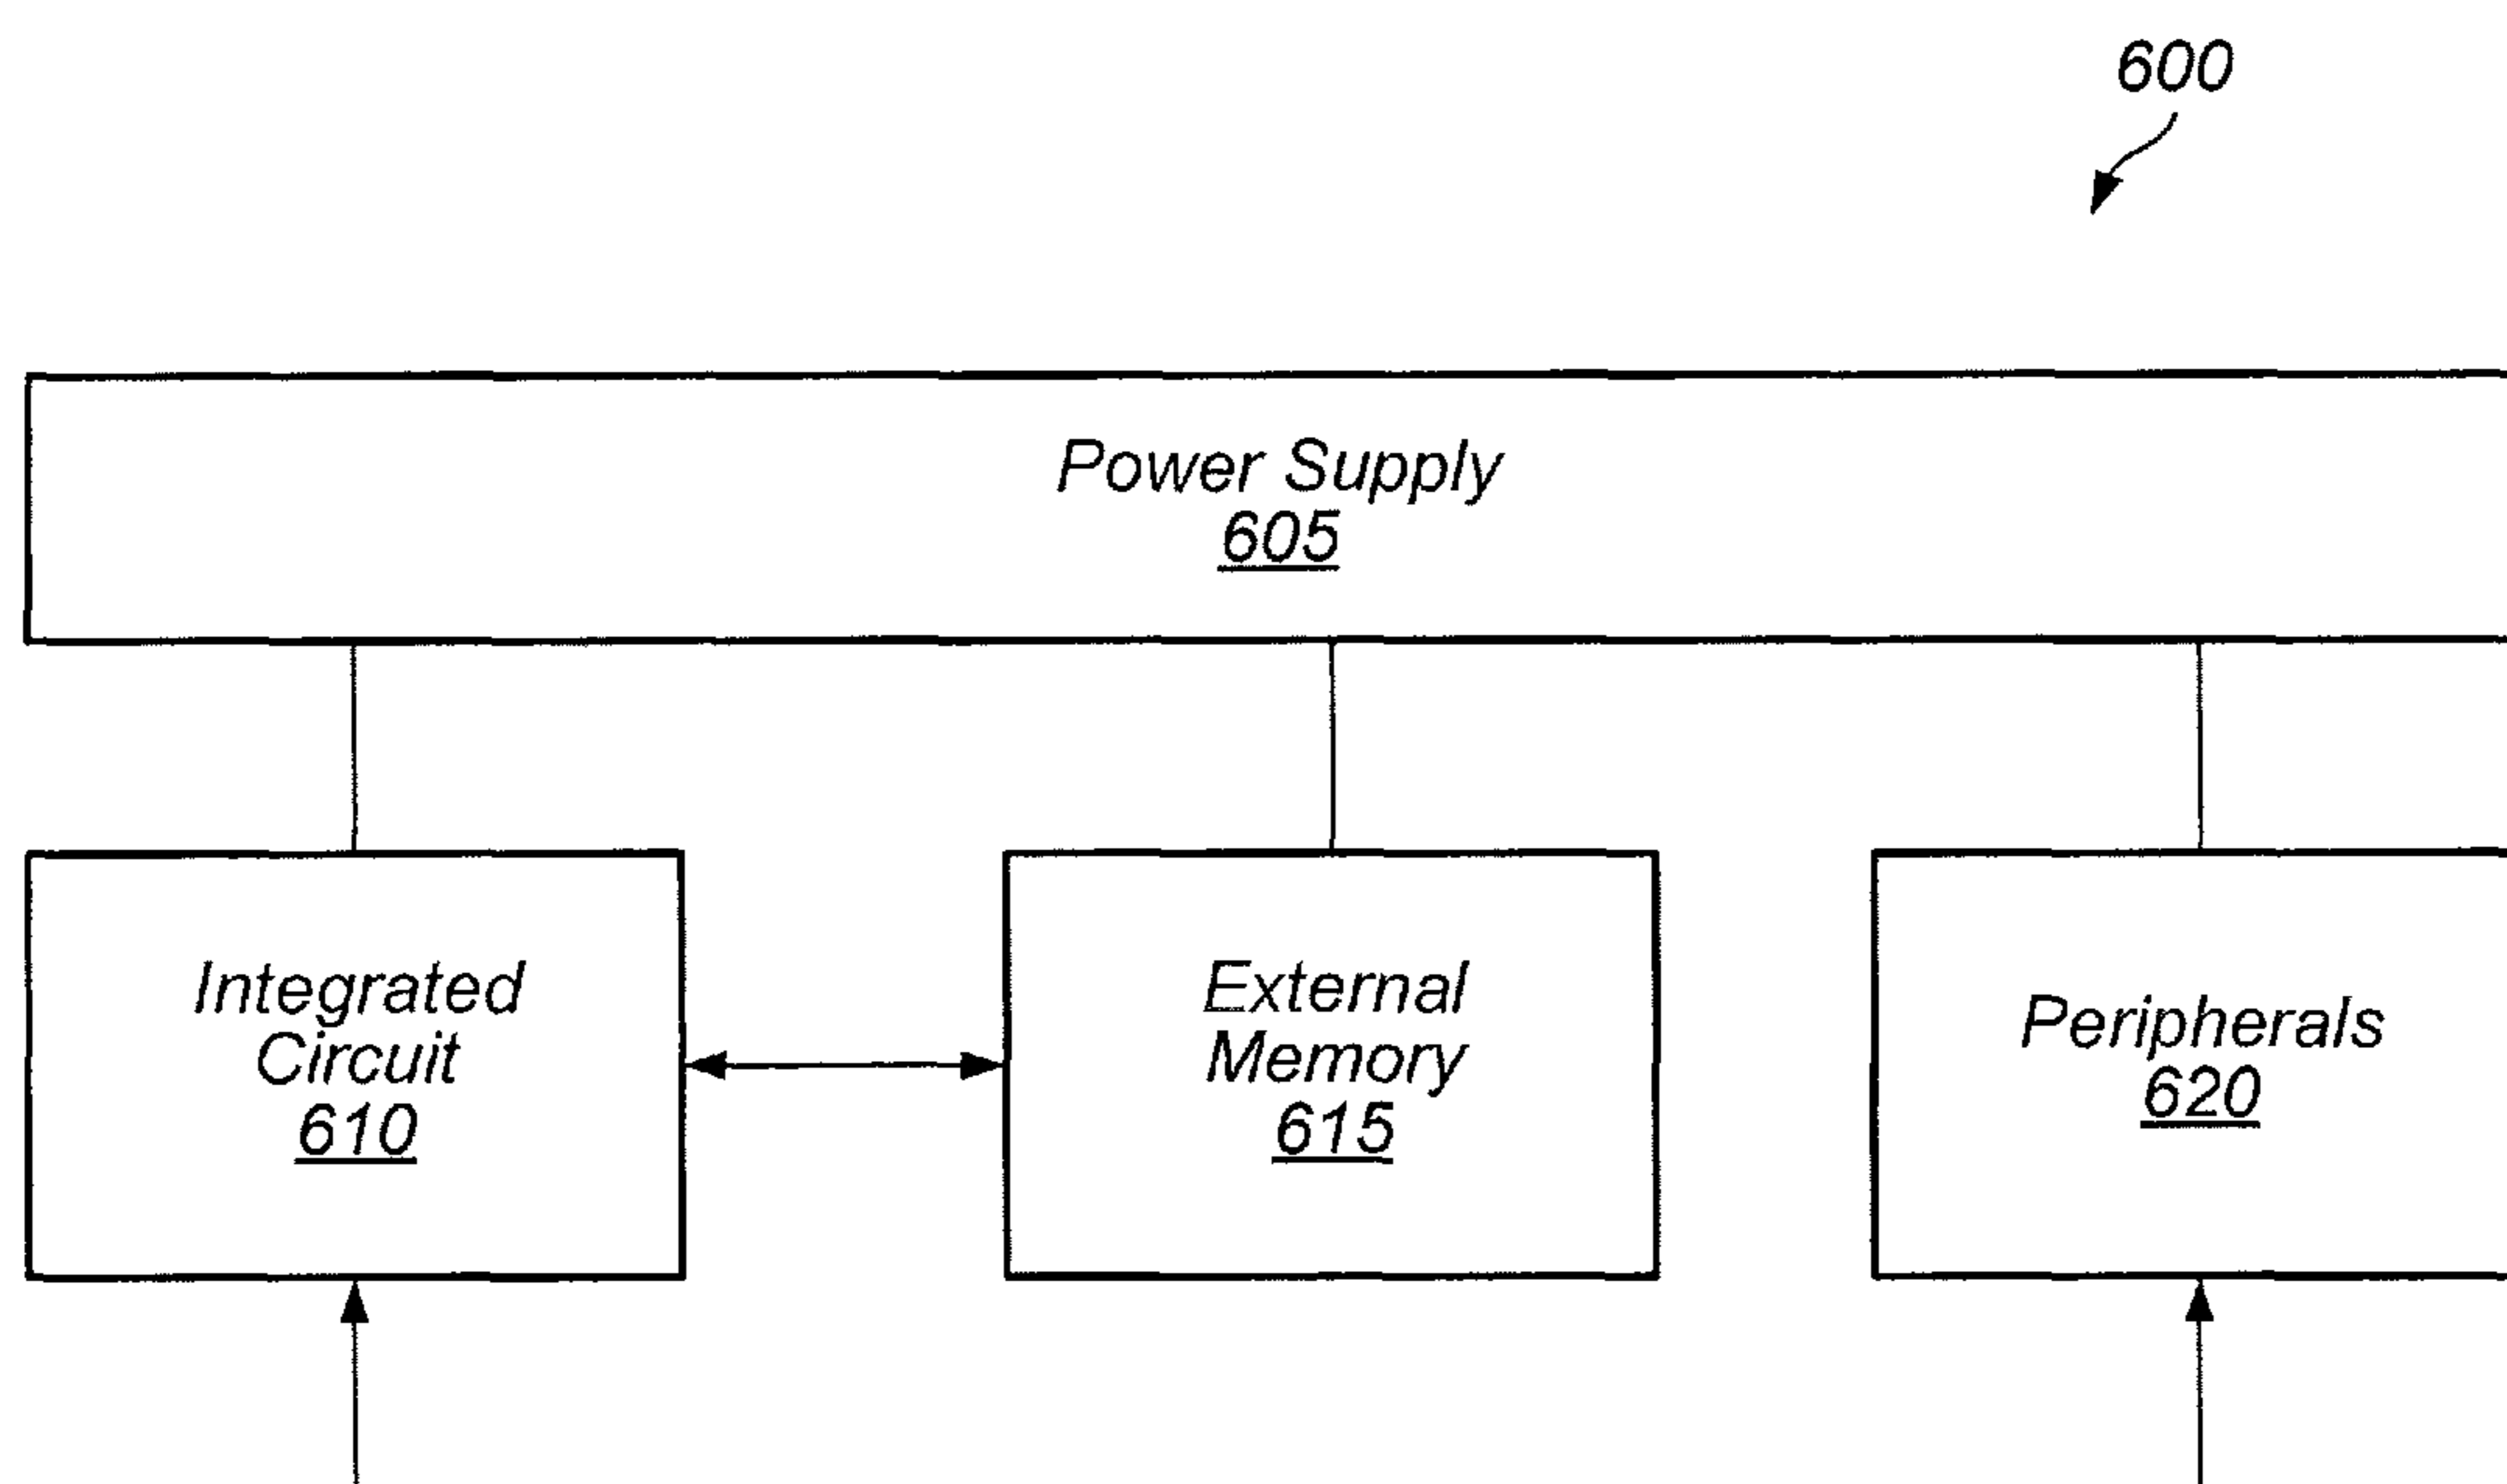 600
Power Supply
605
Integrated
Circuit
610
External
Memory
615
Peripherals
620